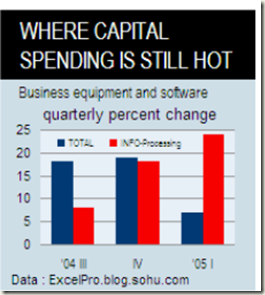 WHERE CAPITAL
SPENDING IS STILL HOT
Business equipment and software
quarterly percent change
25
TOTAL INFO-Processing
20
15
10
5
0
'04 III IV '05 I
Data : ExcelPro.blog.sohu.com